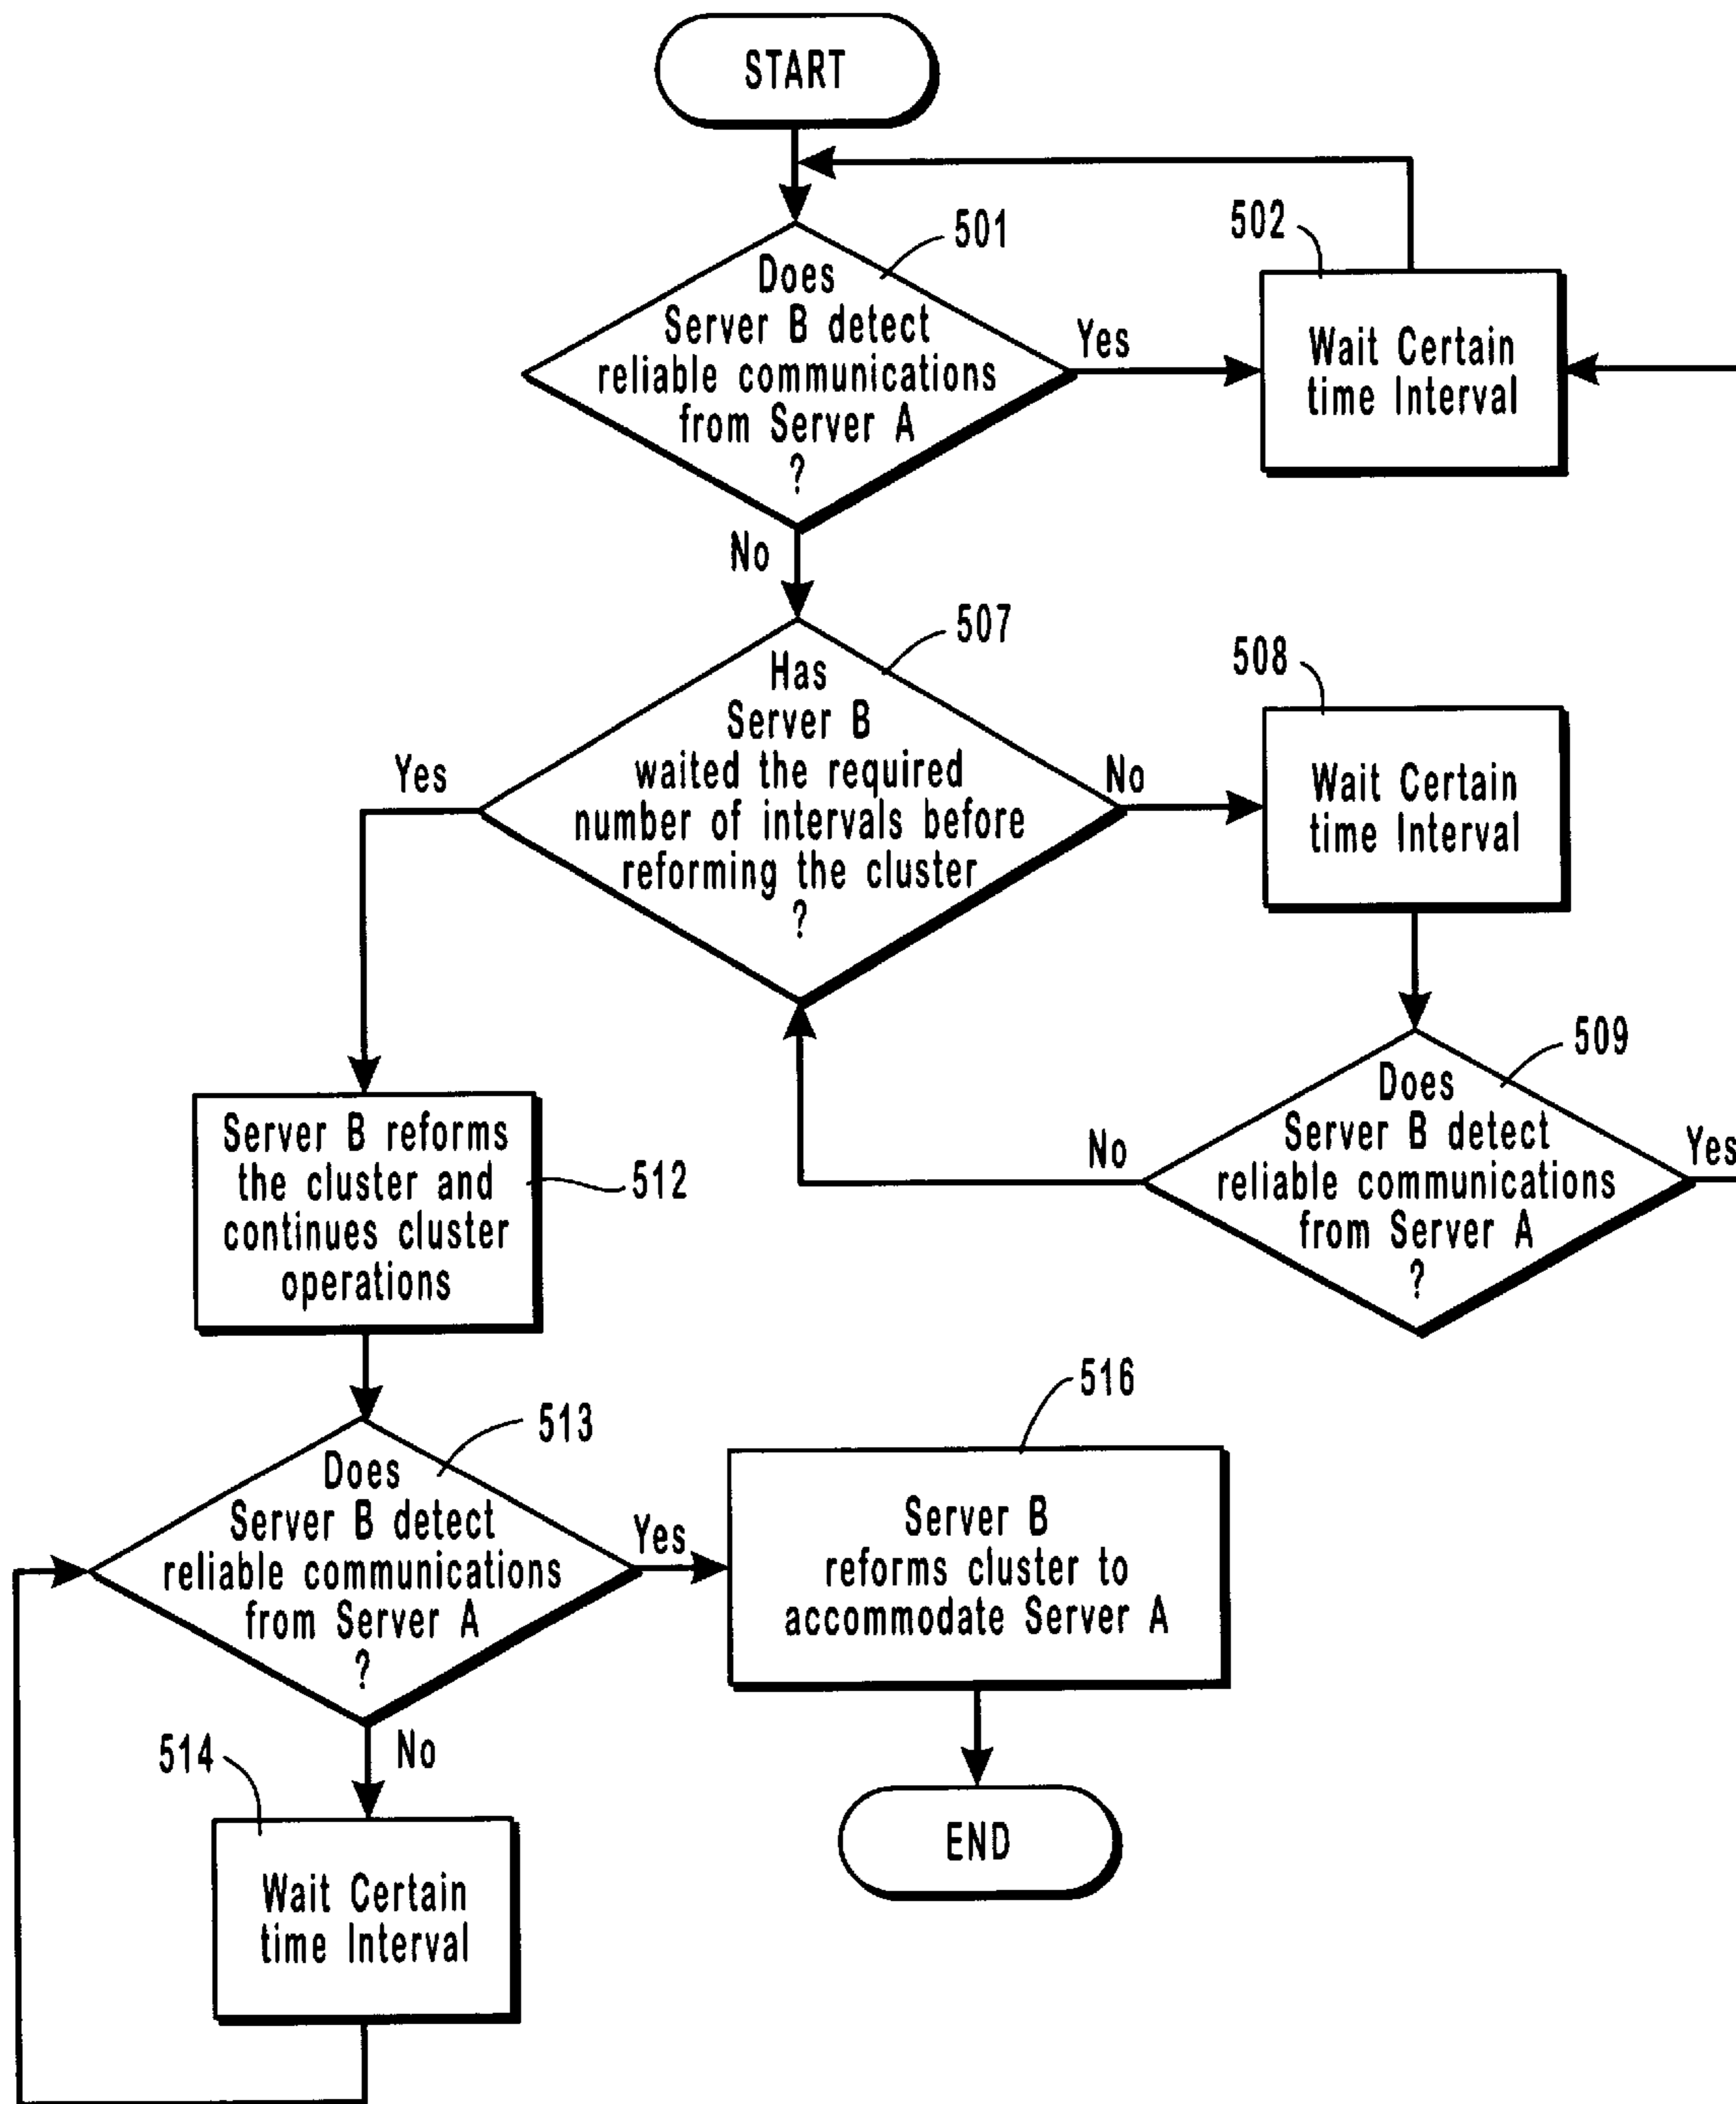 START
501
Does
Server B detect
reliable communications
from Server A
?
Yes
502
Wait Certain
time Interval
No
507
Has
Server B
waited the required
number of intervals before
reforming the cluster
?
Yes
No
508
Wait Certain
time Interval
509
Does
Server B detect
reliable communications
from Server A
?
No
Yes
Server B reforms
the cluster and
continues cluster
operations
512
513
Does
Server B detect
reliable communications
from Server A
?
Yes
516
Server B
reforms cluster to
accommodate Server A
No
514
Wait Certain
time Interval
END